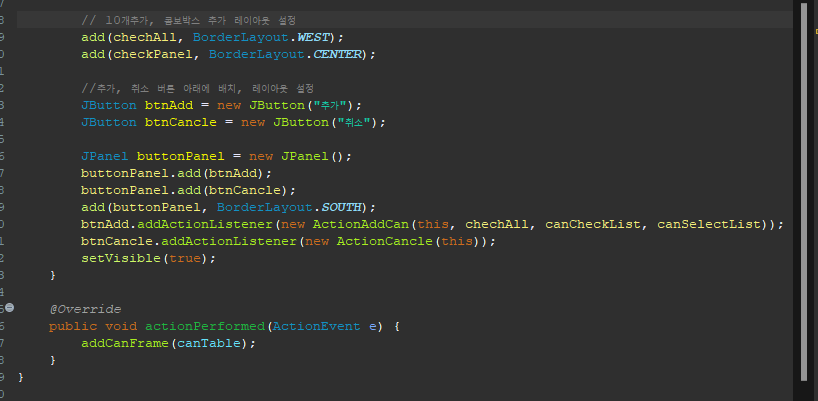 // 10개추가, 콤보박스 추가 레이아웃 설정
add(chechAll, BorderLayout.WEST);
add(checkPanel, BorderLayout.CENTER);
//추가, 취소 버튼 아래에 배치, 레이아웃 설정
JButton btnAdd = new JButton("추가");
JButton btnCancle = new JButton("취소");
JPanel buttonPanel = new JPanel();
buttonPanel.add(btnAdd);
buttonPanel.add(btnCancle);
add(buttonPanel, BorderLayout.SOUTH);
btnAdd.addActionListener(new ActionAddCan(this, chechAll, canCheckList, canSelectList));
btnCancle.addActionListener(new ActionCancle(this));
setVisible(true);
}
@Override
public void actionPerformed(ActionEvent e) {
addCanFrame(canTable);
}
}